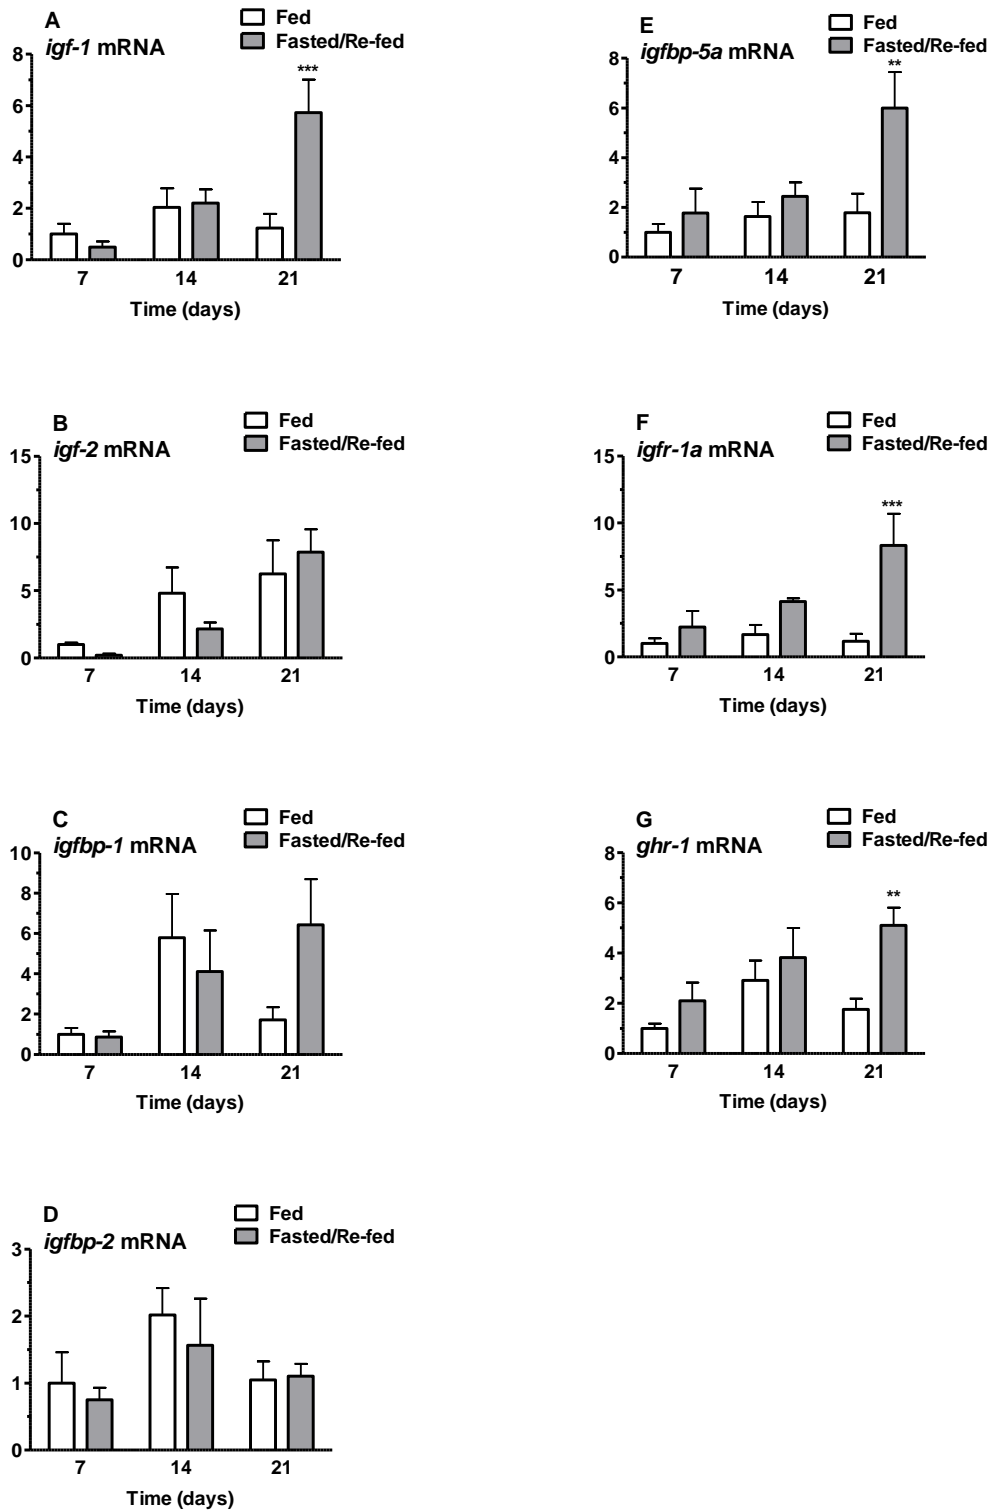 A
igf-1 mRNA
Fed
Fasted/Re-fed
8
6
4
2
0
***
7 14 21
Time (days)
B
igf-2 mRNA
Fed
Fasted/Re-fed
15
10
5
0
7 14 21
Time (days)
C
igfbp-1 mRNA
Fed
Fasted/Re-fed
10
8
6
4
2
0
7 14 21
Time (days)
D
igfbp-2 mRNA
Fed
Fasted/Re-fed
3
2
1
0
7 14 21
Time (days)
E
igfbp-5a mRNA
Fed
Fasted/Re-fed
8
6
4
2
0
**
7 14 21
Time (days)
F
igfr-1a mRNA
Fed
Fasted/Re-fed
15
10
5
0
***
7 14 21
Time (days)
G
ghr-1 mRNA
Fed
Fasted/Re-fed
8
6
4
2
0
**
7 14 21
Time (days)